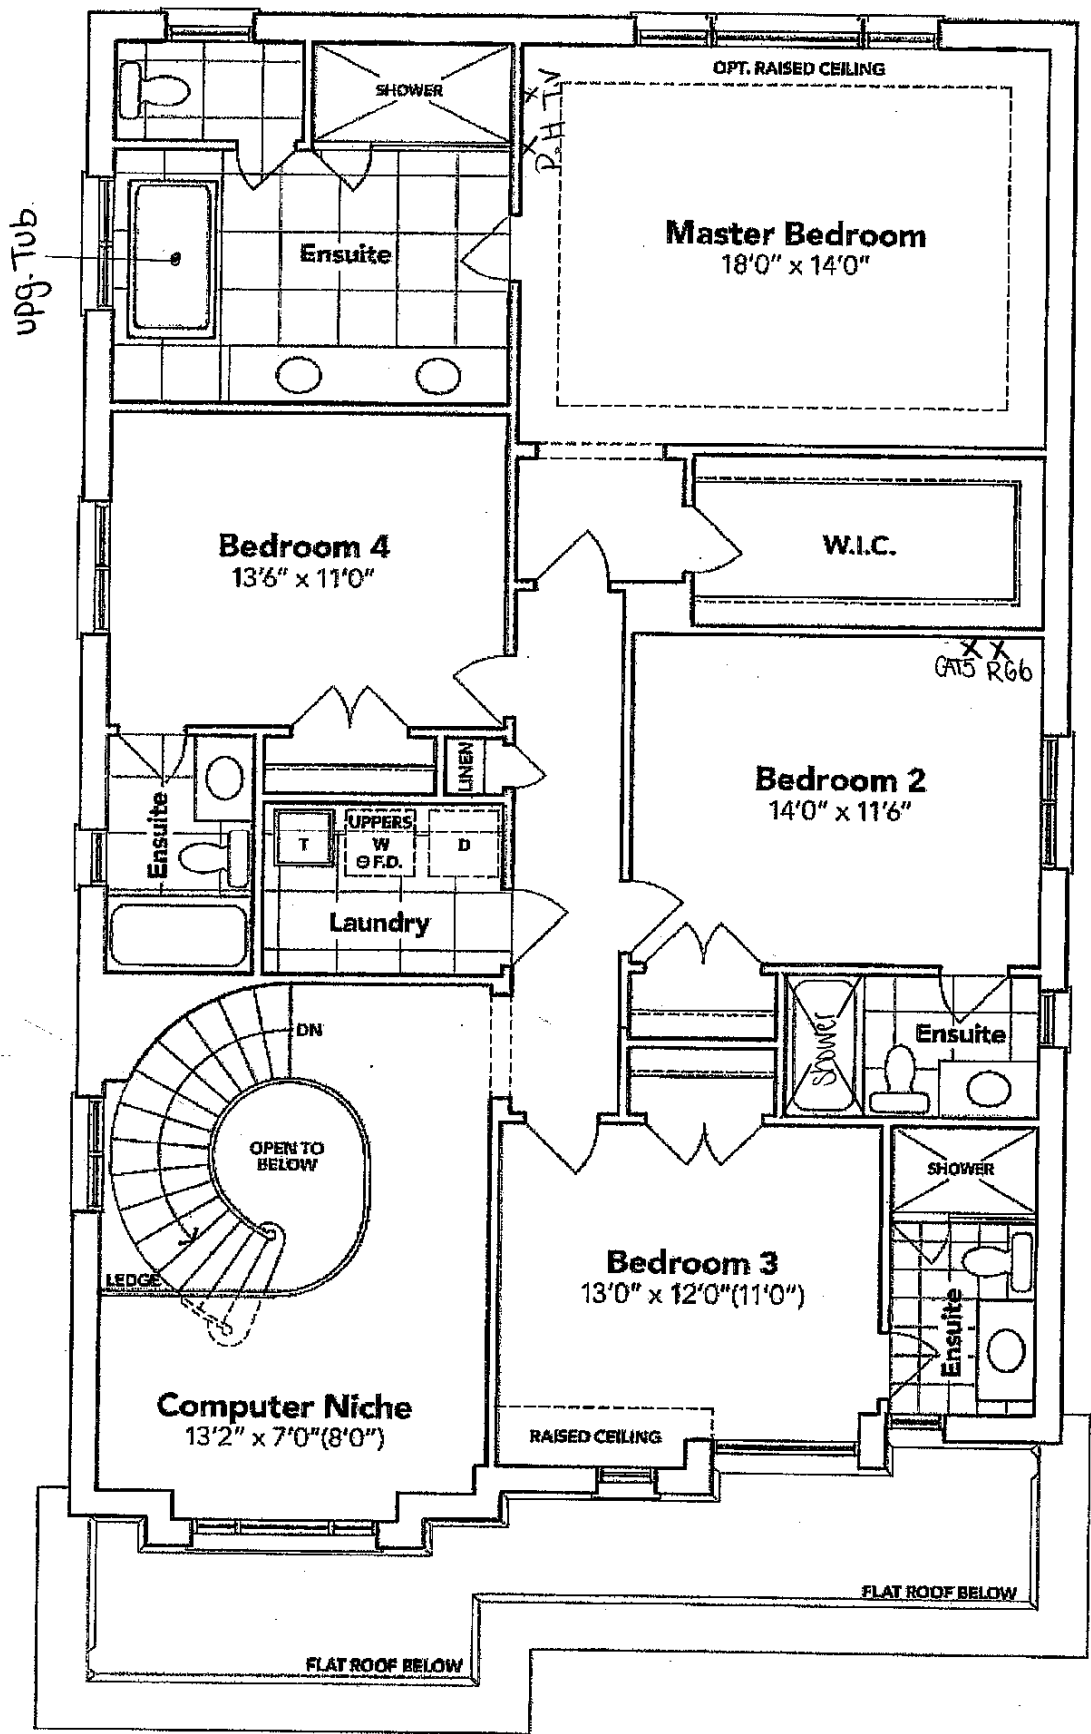 OPT. RAISED CEILING
SHOWER
P.H T.V
Master Bedroom
18'0" x 14'0"
Ensuite
upg. Tub
Bedroom 4
13'6" x 11'0"
W.I.C.
CAT5 RG6
LINEN
Bedroom 2
14'0" x 11'6"
Ensuite
UPPERS
T
W
D
F.D.
Laundry
DN
shower
Ensuite
OPEN TO
BELOW
SHOWER
LEDGE
Bedroom 3
13'0" x 12'0"(11'0")
Ensuite
Computer Niche
13'2" x 7'0"(8'0")
RAISED CEILING
FLAT ROOF BELOW
FLAT ROOF BELOW